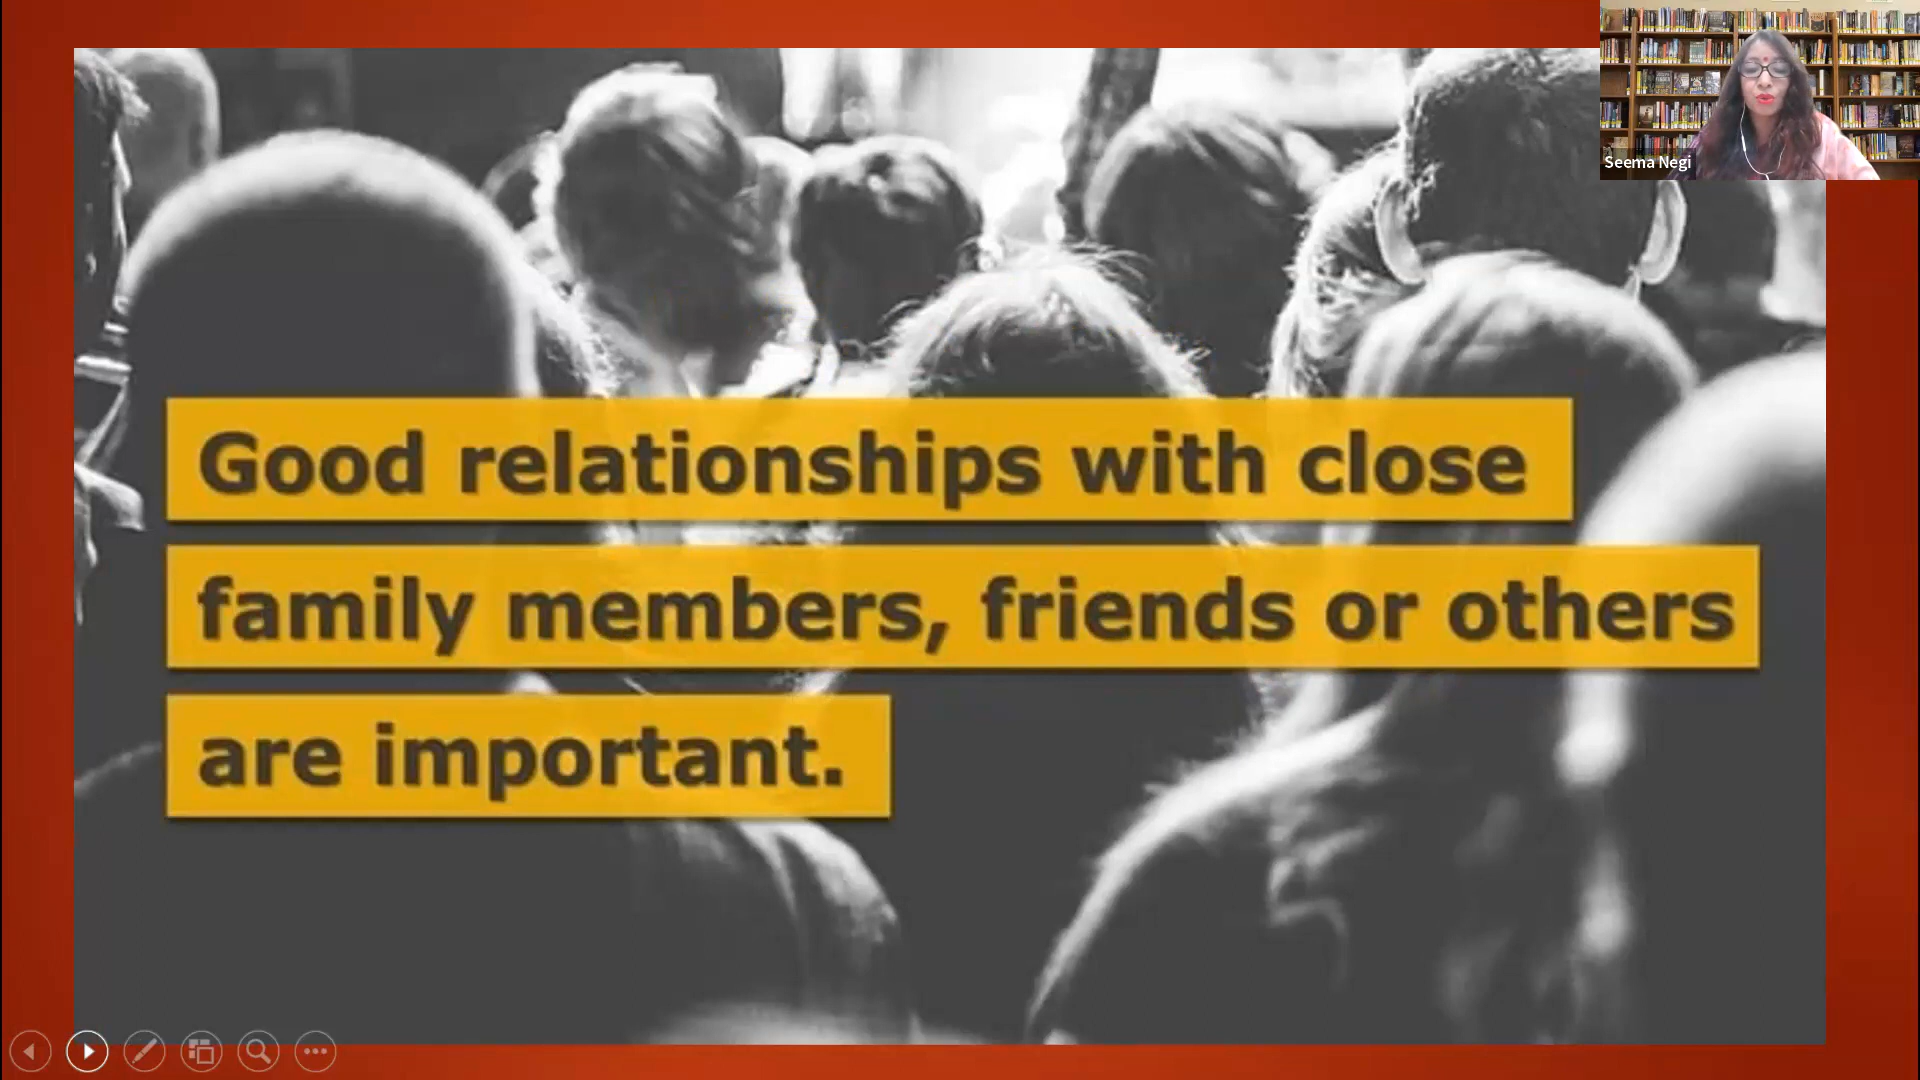 Seema Negi
Good relationships with close
family members, friends or others
are important.